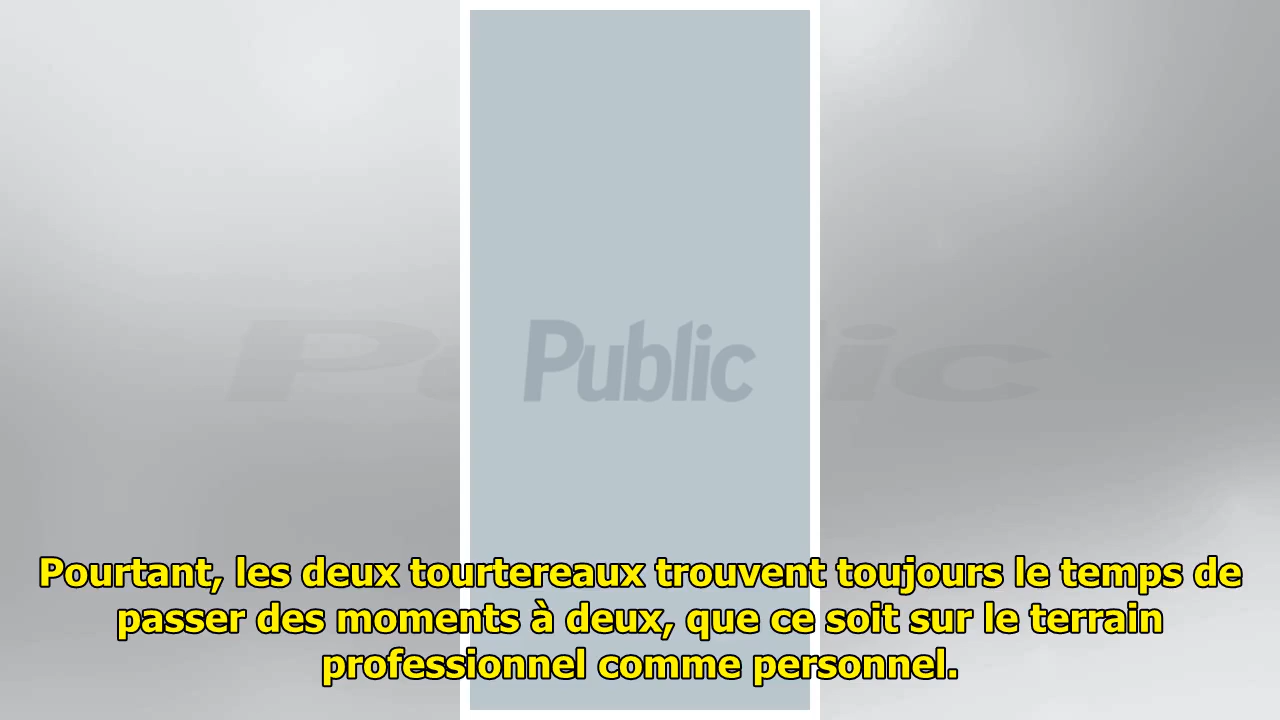 Public
Pourtant, les deux tourtereaux trouvent toujours le temps de
passer des moments à deux, que ce soit sur le terrain
professionnel comme personnel.